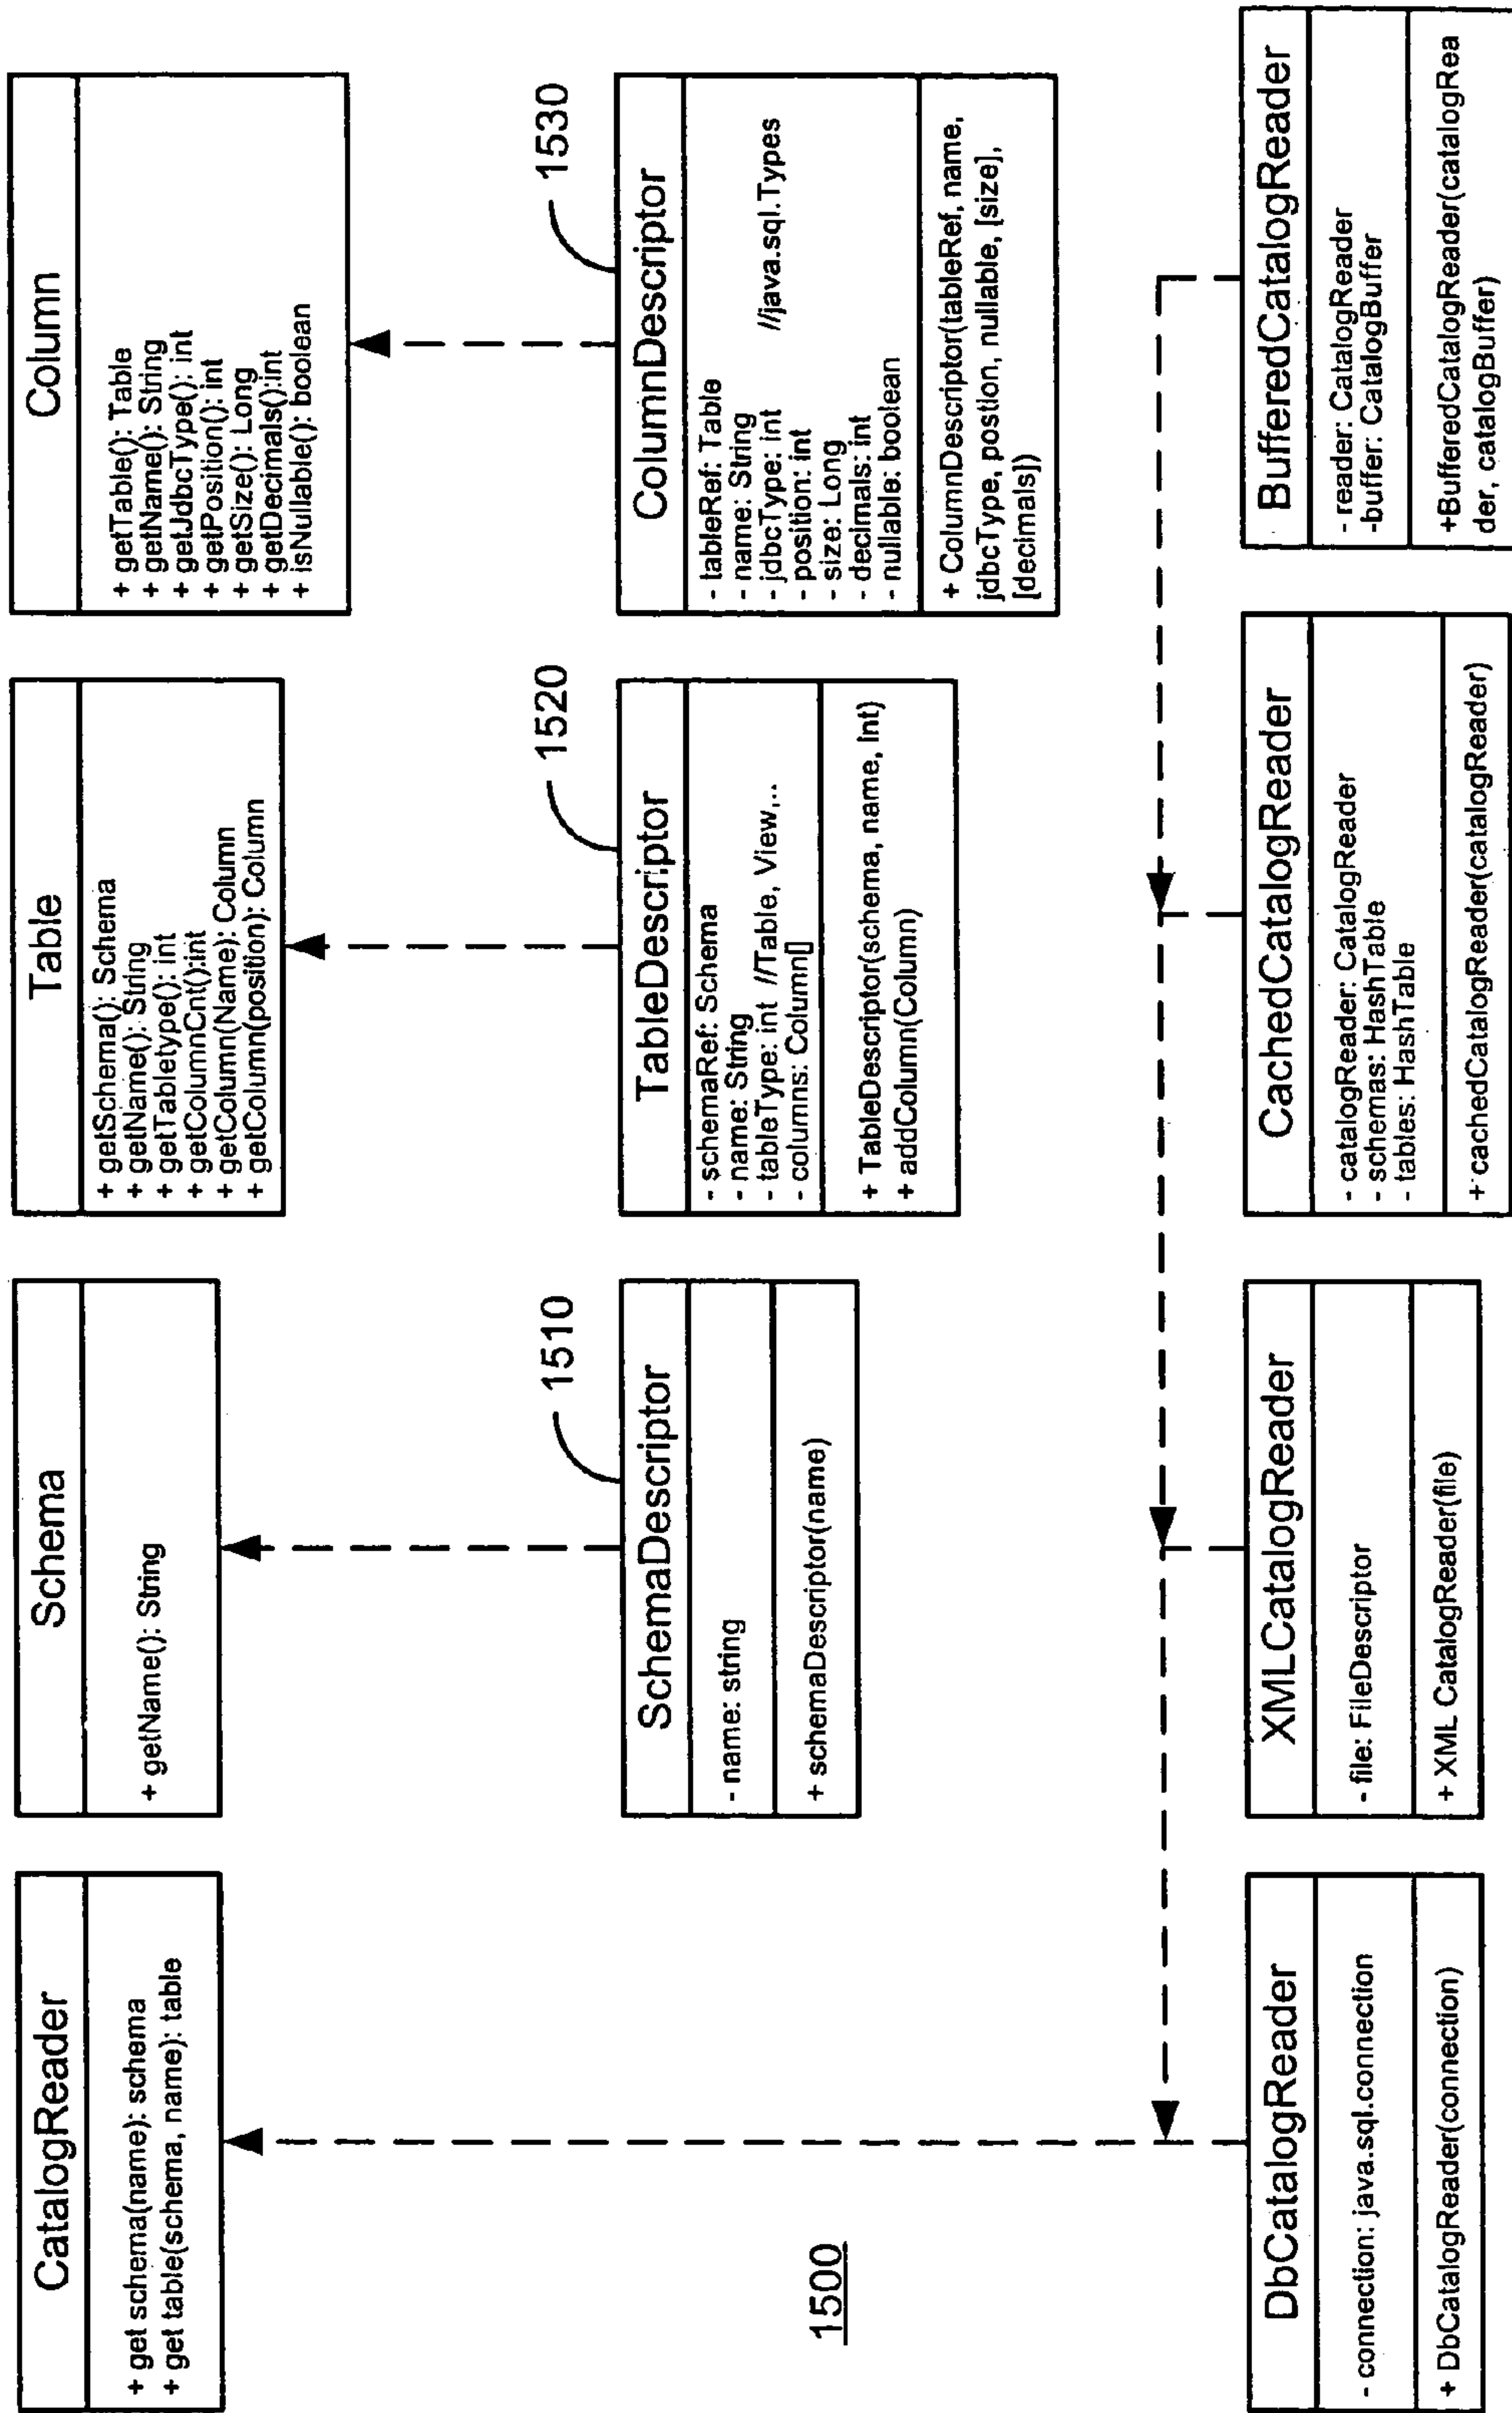 CatalogReader
+ get schema(name): schema
+ get table(schema, name): table
Schema
+ getName(): String
Table
+ getSchema(): Schema
+ getName(): String
+ getTabletype(): int
+ getColumnCnt():int
+ getColumn(Name): Column
+ getColumn(position): Column
Column
+ getTable(): Table
+ getName(): String
+ getJdbcType(): int
+ getPosition(): int
+ getSize(): Long
+ getDecimals():int
+ isNullable(): boolean
1510
SchemaDescriptor
- name: string
+ schemaDescriptor(name)
1520
TableDescriptor
- schemaRef: Schema
- name: String
- tableType: int //Table, View,..
- columns: Column[]
+ TableDescriptor(schema, name, int)
+ addColumn(Column)
1530
ColumnDescriptor
- tableRef: Table
- name: String
- jdbcType: int //java.sql.Types
- position: int
- size: Long
- decimals: int
- nullable: boolean
+ ColumnDescriptor(tableRef, name,
jdbcType, postion, nullable, [size],
[decimals])
1500
DbCatalogReader
- connection: java.sql.connection
+ DbCatalogReader(connection)
XMLCatalogReader
- file: FileDescriptor
+ XML CatalogReader(file)
CachedCatalogReader
- catalogReader: CatalogReader
- schemas: HashTable
- tables: HashTable
+ cachedCatalogReader(catalogReader)
BufferedCatalogReader
- reader: CatalogReader
-buffer: CatalogBuffer
+BufferedCatalogReader(catalogRea
der, catalogBuffer)